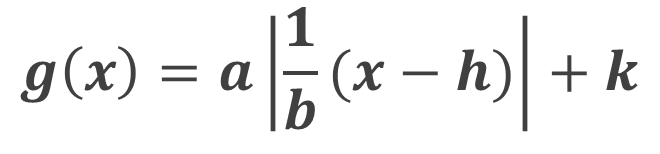 g(x) = a |1/b (x − h)| + k